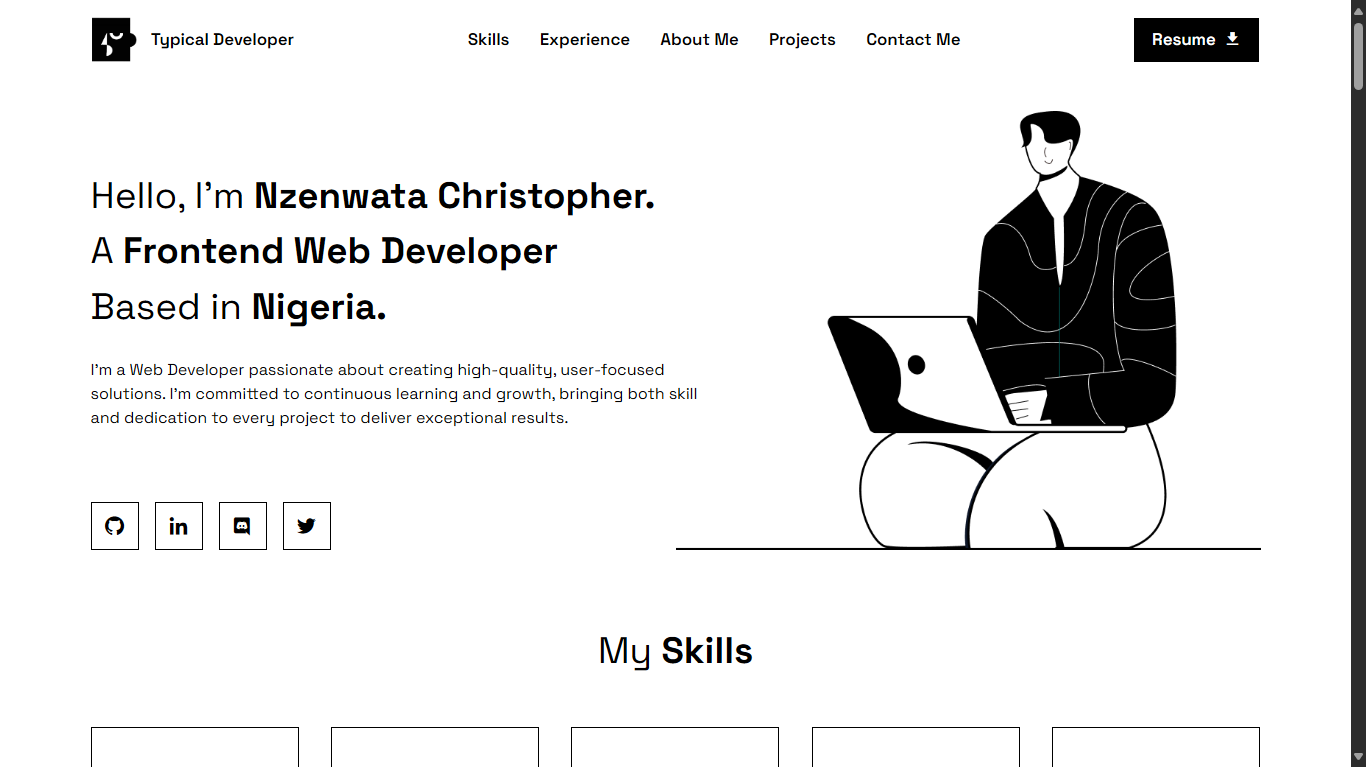 Typical Developer
Skills
Experience
About Me
Projects
Contact Me
Resume
Hello, I'm Nzenwata Christopher.
A Frontend Web Developer
Based in Nigeria.
I'm a Web Developer passionate about creating high-quality, user-focused
solutions. I'm committed to continuous learning and growth, bringing both skill
and dedication to every project to deliver exceptional results.
in
My Skills